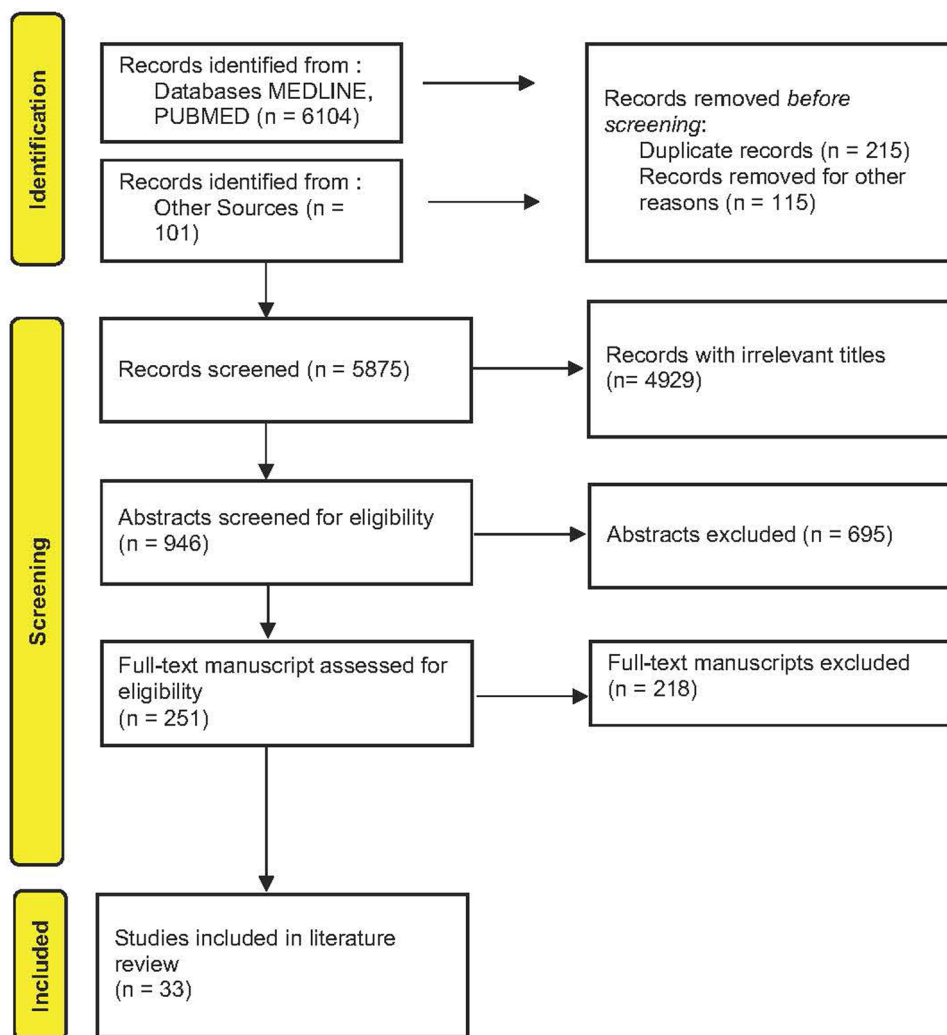 Identification
Records identified from :
Databases MEDLINE,
PUBMED (n = 6104)
Records removed before
screening:
Duplicate records (n = 215)
Records removed for other
reasons (n = 115)
Records identified from :
Other Sources (n =
101)
Screening
Records screened (n = 5875)
Records with irrelevant titles
(n= 4929)
Abstracts screened for eligibility
(n = 946)
Abstracts excluded (n = 695)
Full-text manuscript assessed for
eligibility
(n = 251)
Full-text manuscripts excluded
(n = 218)
Included
Studies included in literature
review
(n = 33)